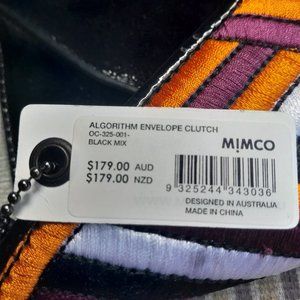 ALGORITHM ENVELOPE CLUTCH
OC-325-001-
BLACK MIX
MIMCO
$179.00 AUD
$179.00 NZD
9 325244 343036
DESIGNED IN AUSTRALIA
MADE IN CHINA